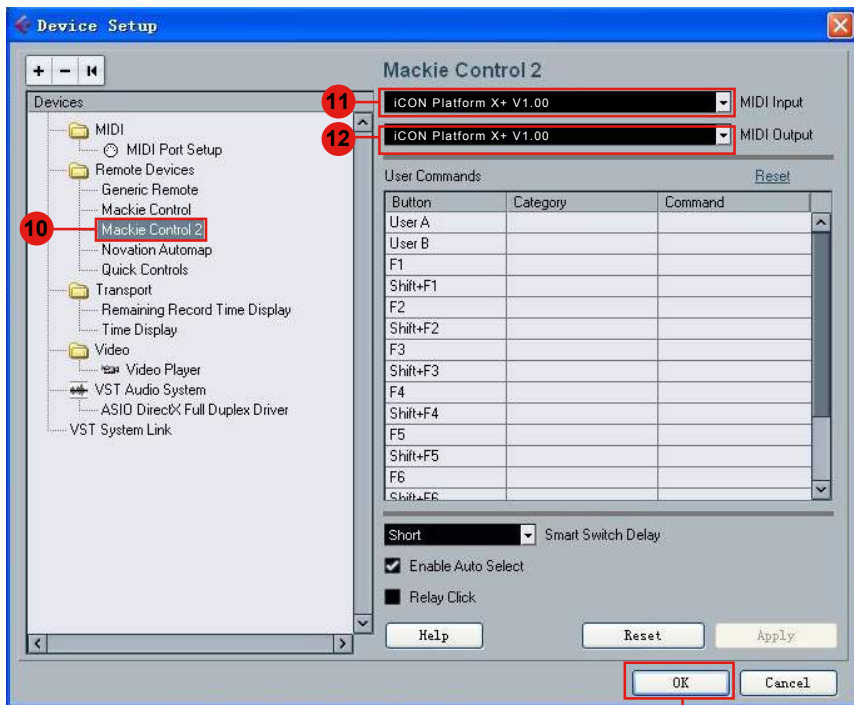 Device Setup
+ - 
Mackie Control 2
Devices
11
iCON Platform X+ V1.00
MIDI Input
12
iCON Platform X+ V1.00
MIDI Output
MIDI
MIDI Port Setup
Remote Devices
Generic Remote
Mackie Control
10
Mackie Control 2
Novation Automap
Quick Controls
Transport
Remaining Record Time Display
Time Display
Video
Video Player
VST Audio System
ASIO DirectX Full Duplex Driver
VST System Link
User Commands
Reset
Button Category Command
User A
User B
F1
Shift+F1
F2
Shift+F2
F3
Shift+F3
F4
Shift+F4
F5
Shift+F5
F6
Shift+F6
Short
Smart Switch Delay
Enable Auto Select
Relay Click
Help
Reset
Apply
OK
Cancel